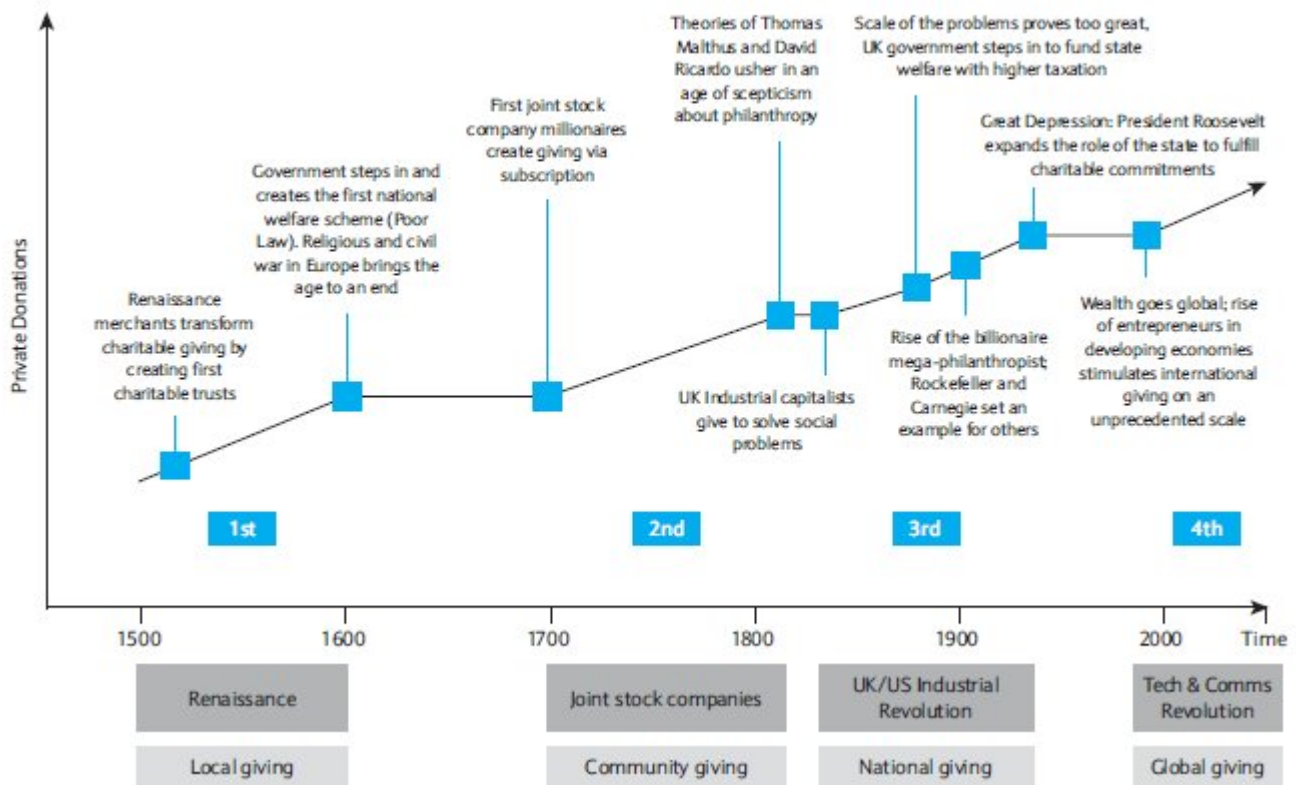 Private Donations
Renaissance
merchants transform
charitable giving by
creating first
charitable trusts
Government steps in and
creates the first national
welfare scheme (Poor
Law). Religious and civil
war in Europe brings the
age to an end
First joint stock
company millionaires
create giving via
subscription
Theories of Thomas
Malthus and David
Ricardo usher in an
age of scepticism
about philanthropy
UK Industrial capitalists
give to solve social
problems
Scale of the problems proves too great,
UK government steps in to fund state
welfare with higher taxation
Rise of the billionaire
mega-philanthropist;
Rockefeller and
Carnegie set an
example for others
Great Depression: President Roosevelt
expands the role of the state to fulfill
charitable commitments
Wealth goes global; rise
of entrepreneurs in
developing economies
stimulates international
giving on an
unprecedented scale
1st
2nd
3rd
4th
1500
1600
1700
1800
1900
2000
Time
Renaissance
Joint stock companies
UK/US Industrial
Revolution
Tech & Comms
Revolution
Local giving
Community giving
National giving
Global giving